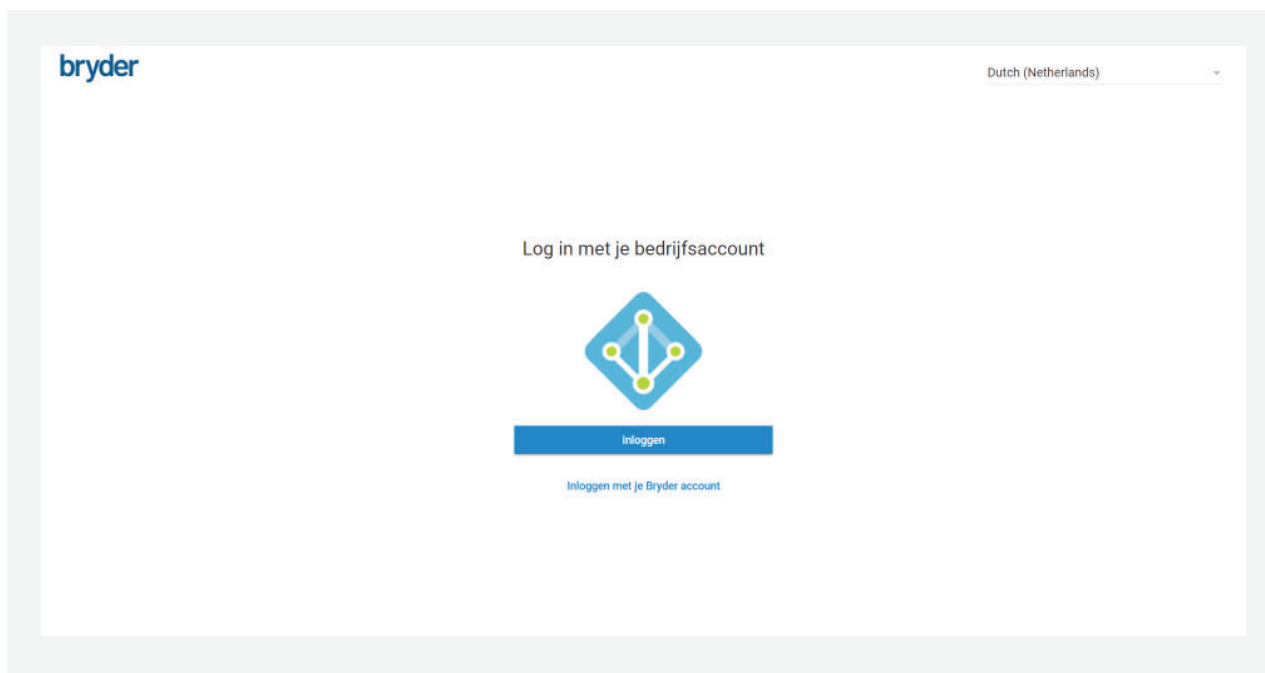 bryder
Dutch (Netherlands)
Log in met je bedrijfsaccount
Inloggen
Inloggen met je Bryder account